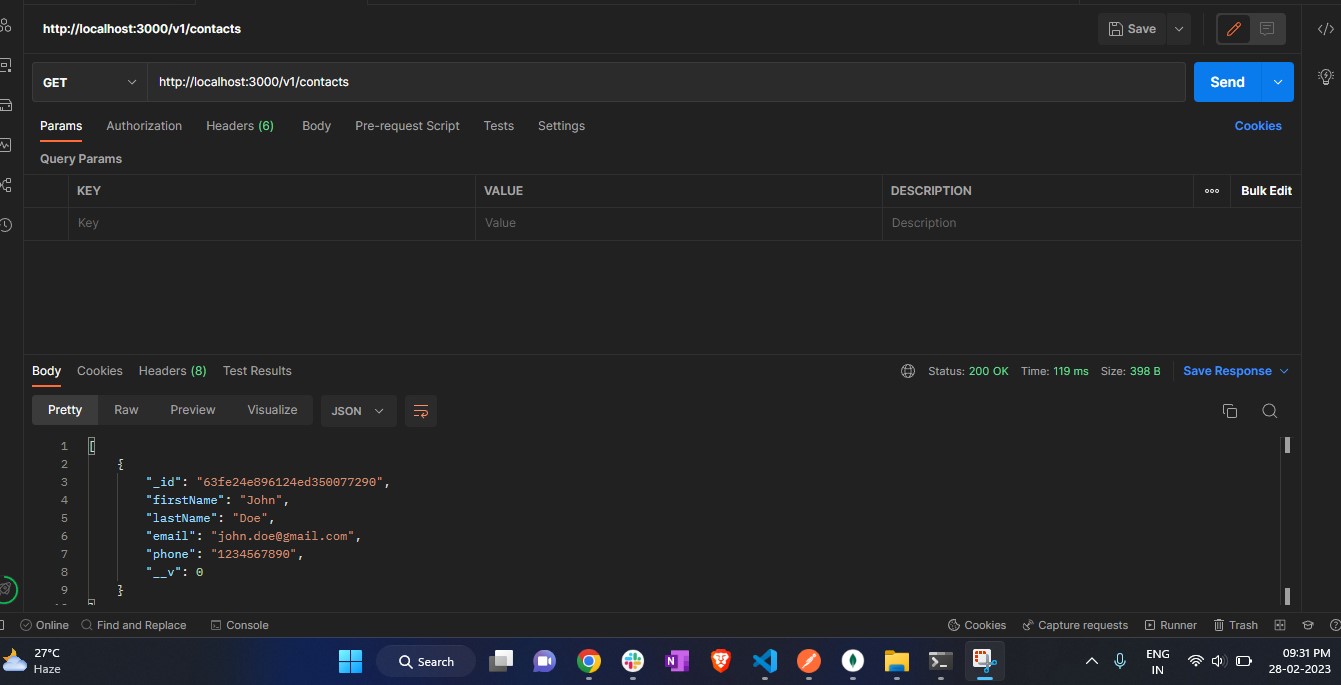 http://localhost:3000/v1/contacts
Save
GET
http://localhost:3000/v1/contacts
Send
Params Authorization Headers (6) Body Pre-request Script Tests Settings Cookies
Query Params
KEY VALUE DESCRIPTION ooo Bulk Edit
Key Value Description
Body Cookies Headers (8) Test Results Status: 200 OK Time: 119 ms Size: 398 B Save Response
Pretty Raw Preview Visualize JSON
1 [
2 {
3 "_id": "63fe24e896124ed350077290",
4 "firstName": "John",
5 "lastName": "Doe",
6 "email": "john.doe@gmail.com",
7 "phone": "1234567890",
8 "__v": 0
9 }
Online Find and Replace Console Cookies Capture requests Runner Trash
27°C
Haze
Search
N
ENG
IN
09:31 PM
28-02-2023